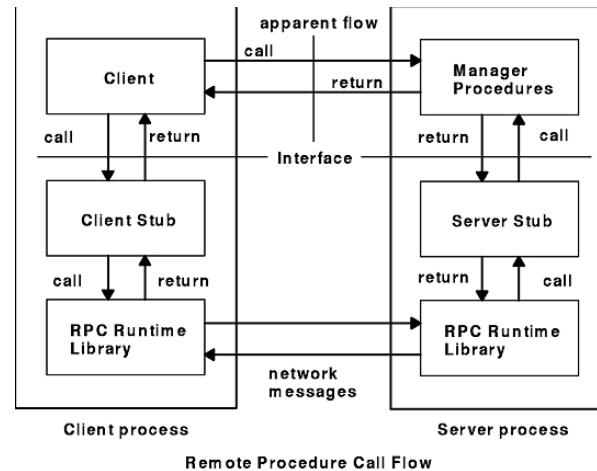 apparent flow
call
Client
Manager
Procedures
return
call
return
return
call
Interface
Client Stub
Server Stub
call
return
return
call
RPC Runtime
Library
RPC Runtime
Library
network
messages
Client process
Server process
Remote Procedure Call Flow